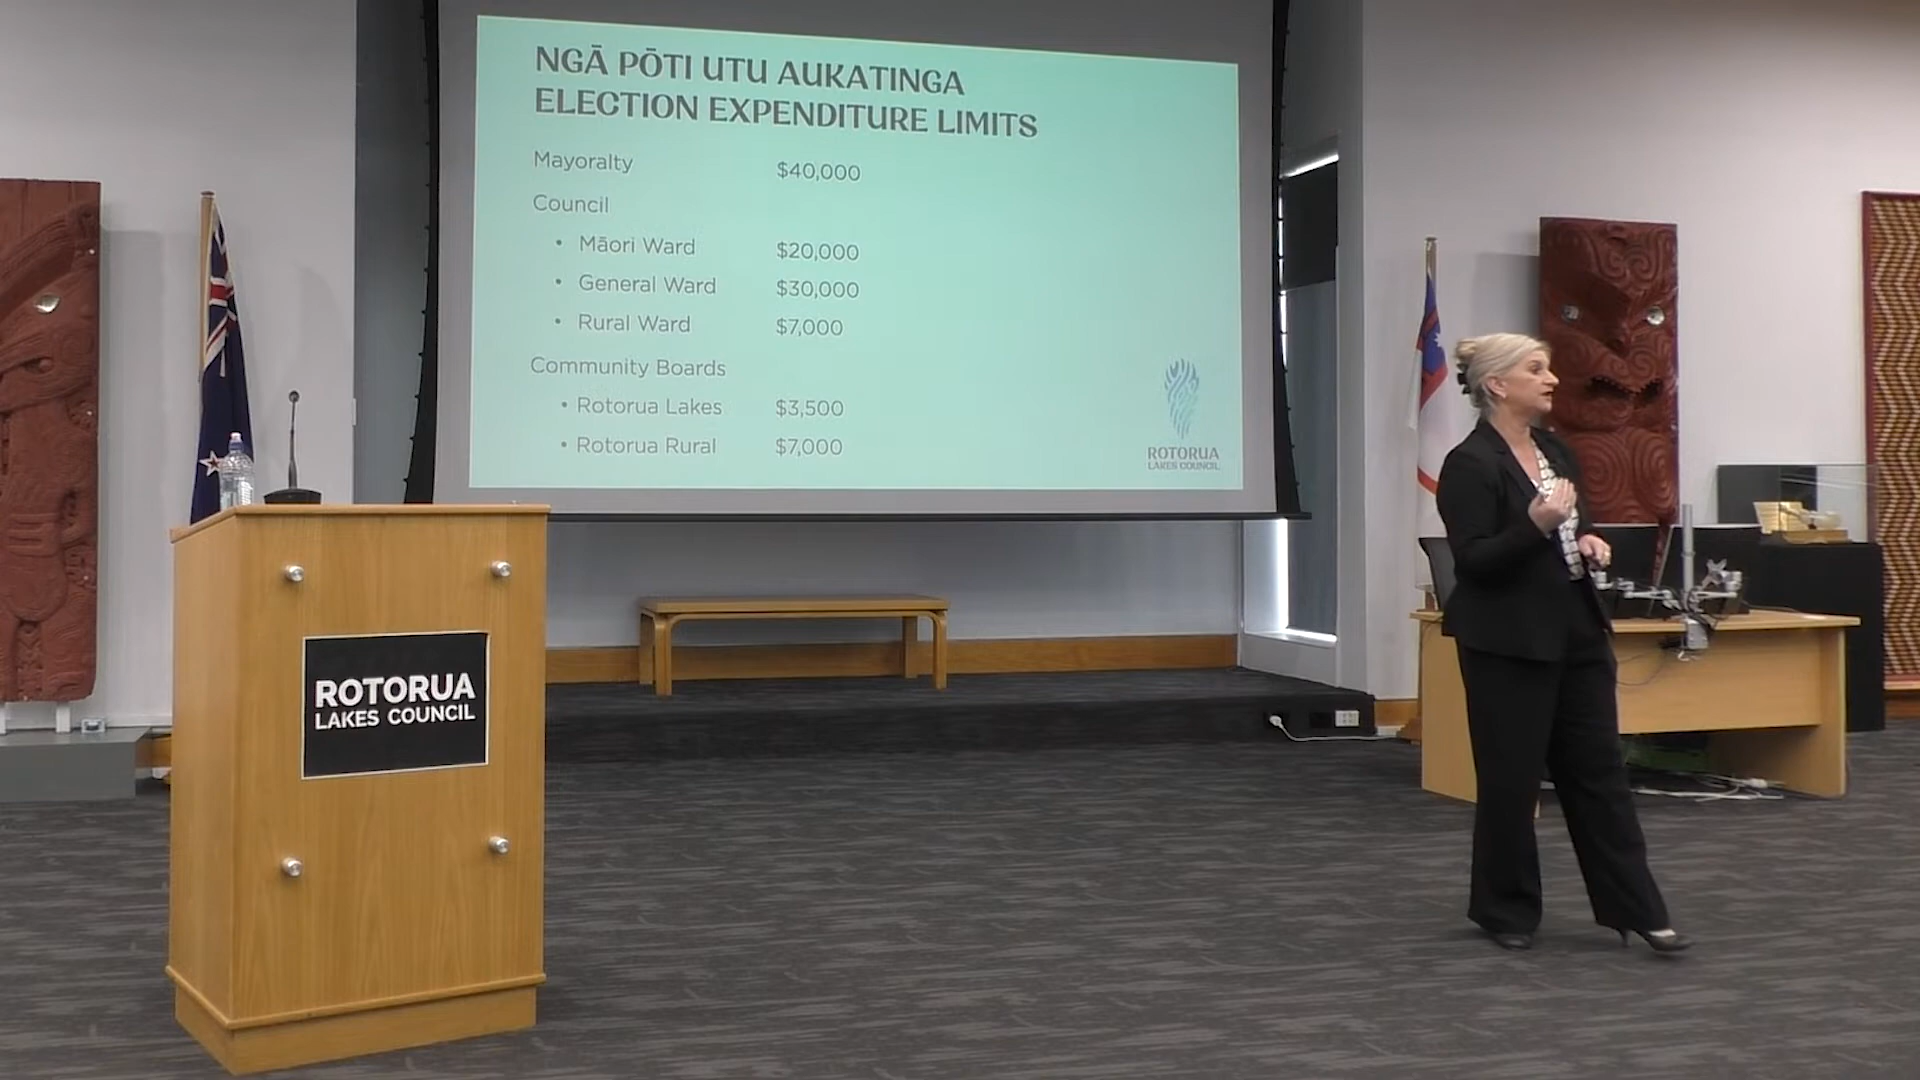 NGĀ PŌTI UTU AUKATINGA
ELECTION EXPENDITURE LIMITS
Mayoralty $40,000
Council
• Māori Ward $20,000
• General Ward $30,000
• Rural Ward $7,000
Community Boards
• Rotorua Lakes $3,500
• Rotorua Rural $7,000
ROTORUA
LAKES COUNCIL
ROTORUA
LAKES COUNCIL